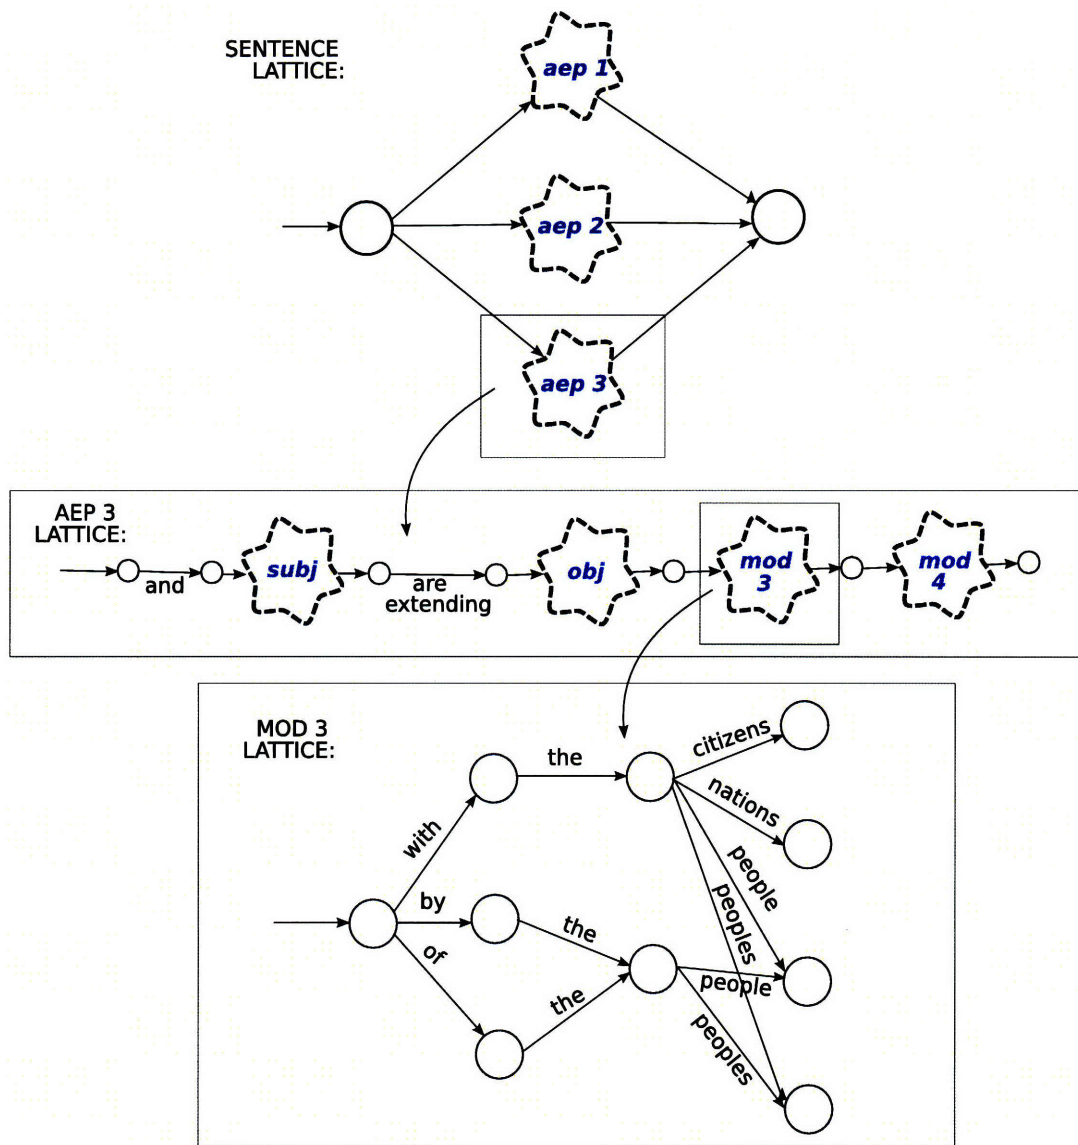 SENTENCE
LATTICE:
aep 1
aep 2
aep 3
AEP 3
LATTICE:
and
subj
are
extending
obj
mod
3
mod
4
MOD 3
LATTICE:
with
the
citizens
nations
people
peoples
by
the
people
peoples
of
the